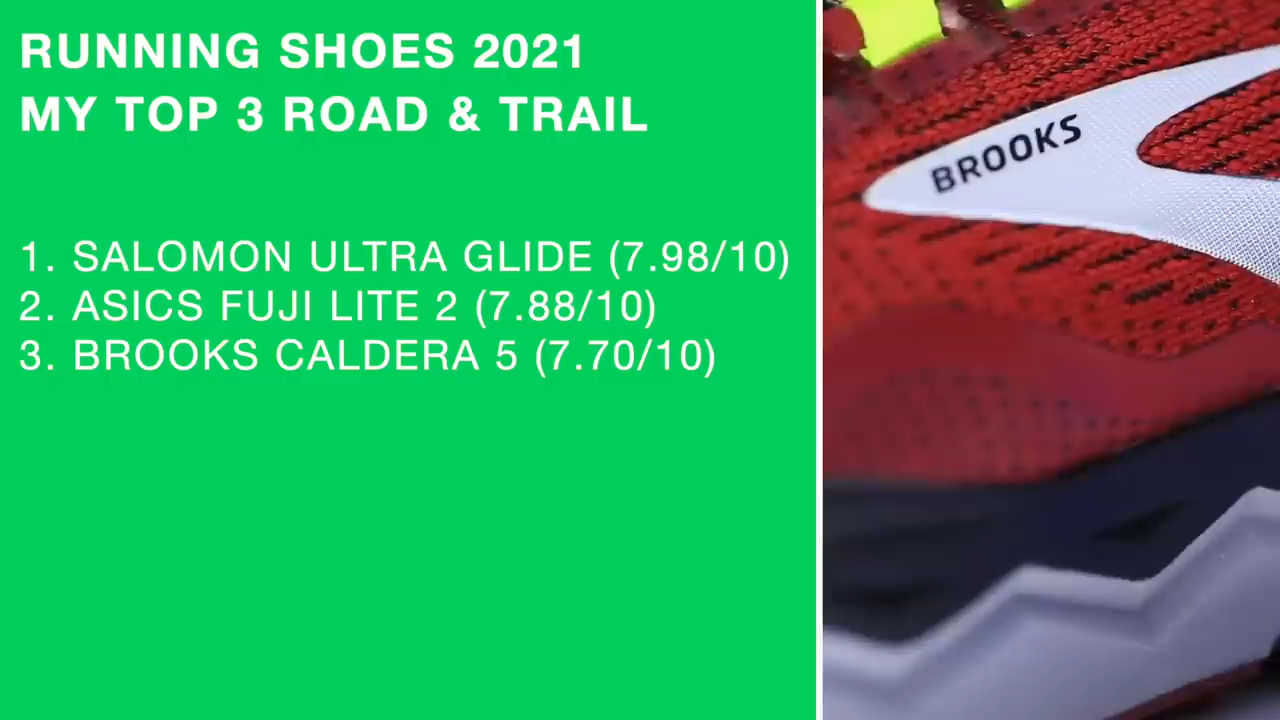 RUNNING SHOES 2021
MY TOP 3 ROAD & TRAIL
1. SALOMON ULTRA GLIDE (7.98/10)
2. ASICS FUJI LITE 2 (7.88/10)
3. BROOKS CALDERA 5 (7.70/10)
BROOKS